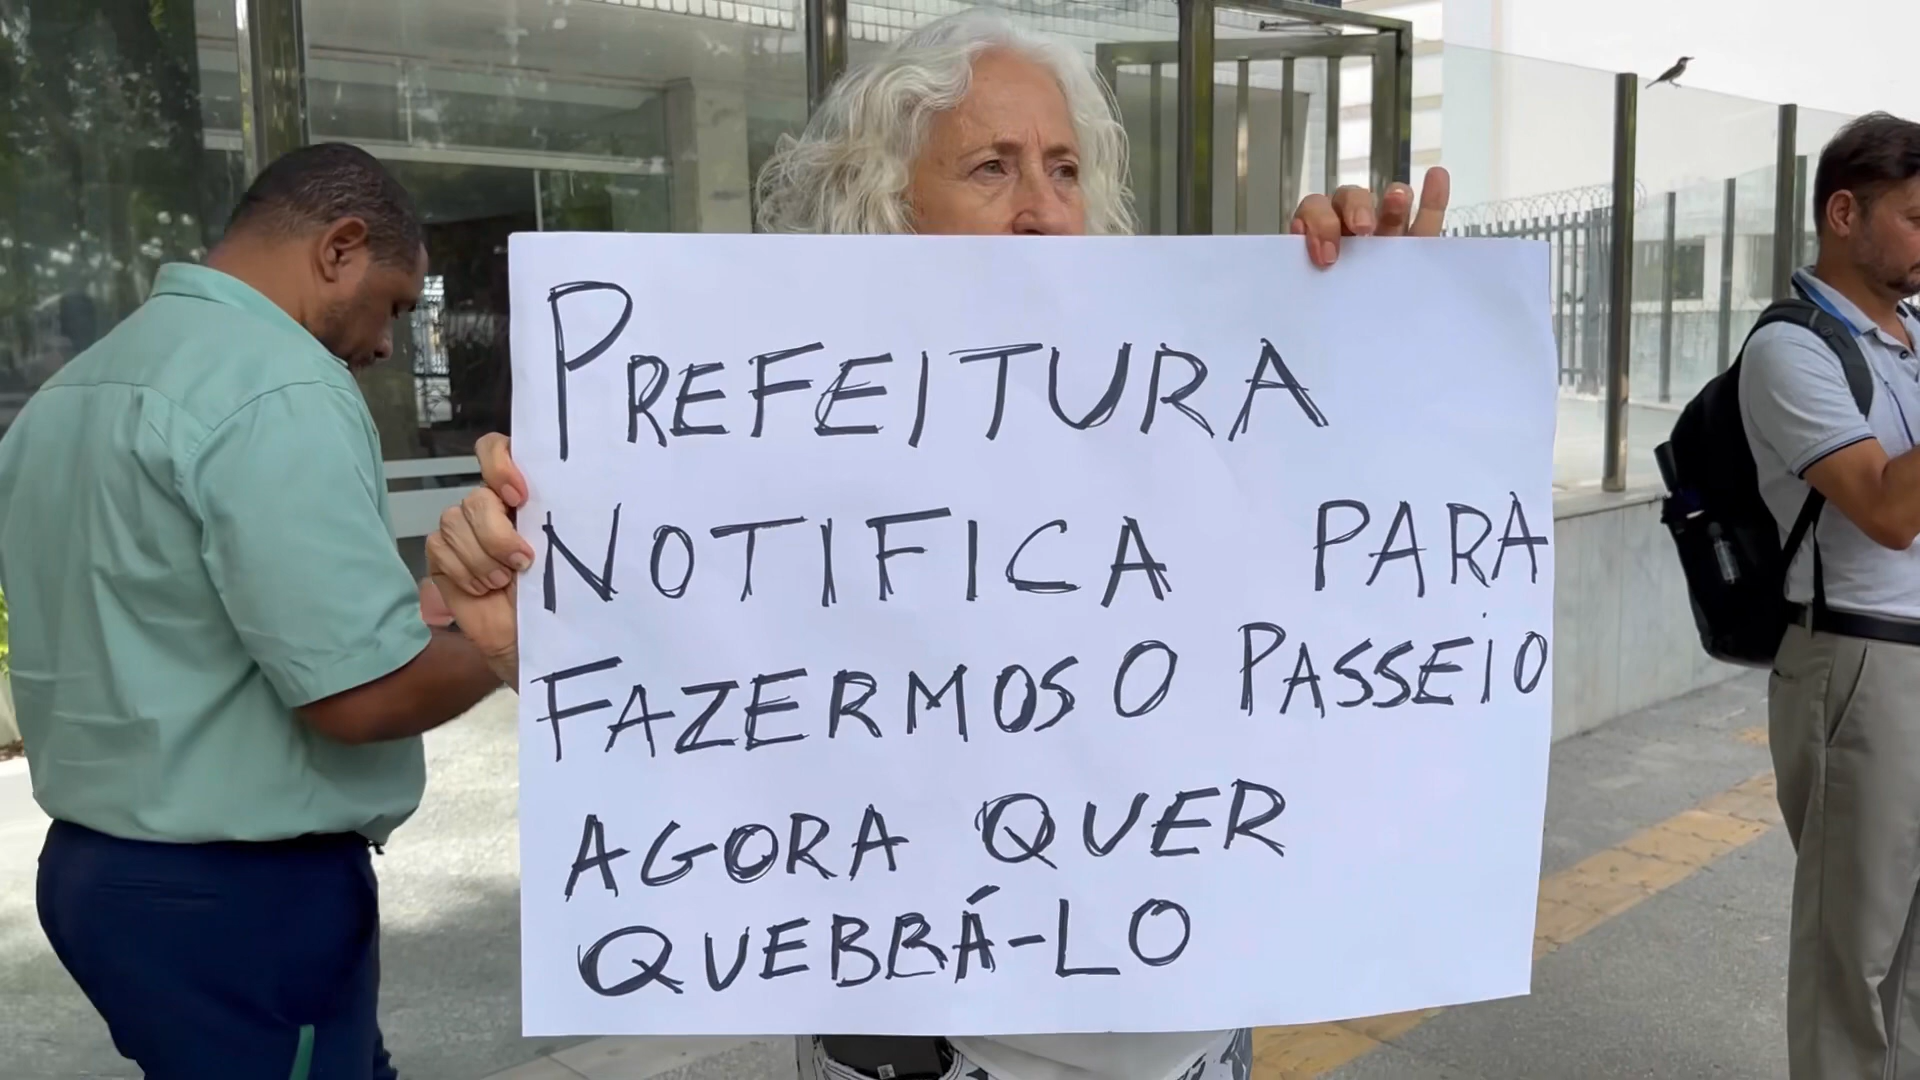 PREFEITURA
NOTIFICA PARA
FAZERMOS O PASSEIO
AGORA QUER
QUEBRÁ-LO